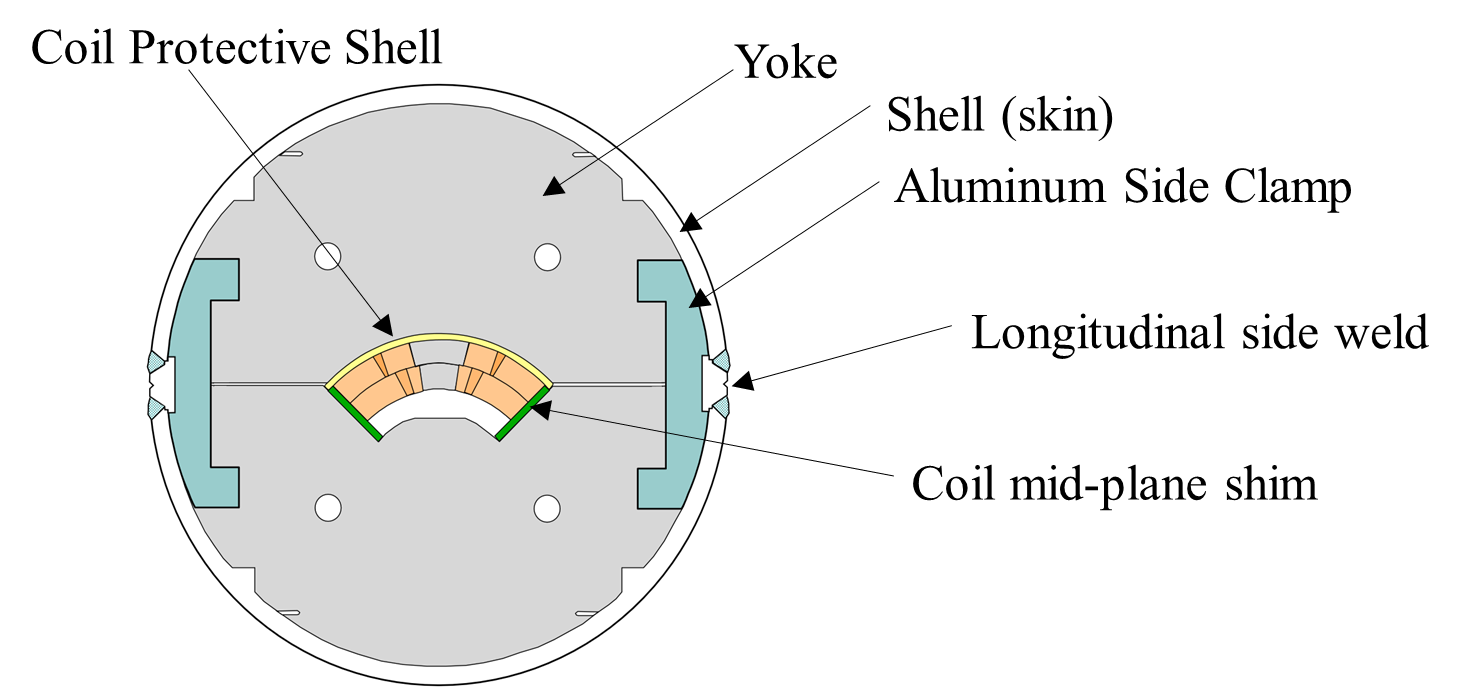 Coil Protective Shell
Yoke
Shell (skin)
Aluminum Side Clamp
Longitudinal side weld
Coil mid-plane shim